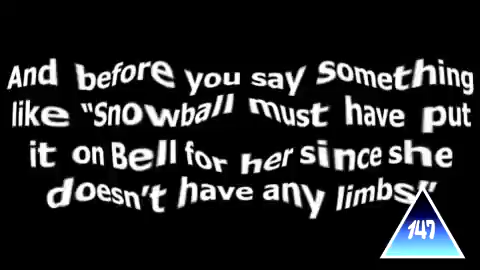 And before you say something
like “Snowball must have put
it on Bell for her since she
doesn't have any limbs!”
147